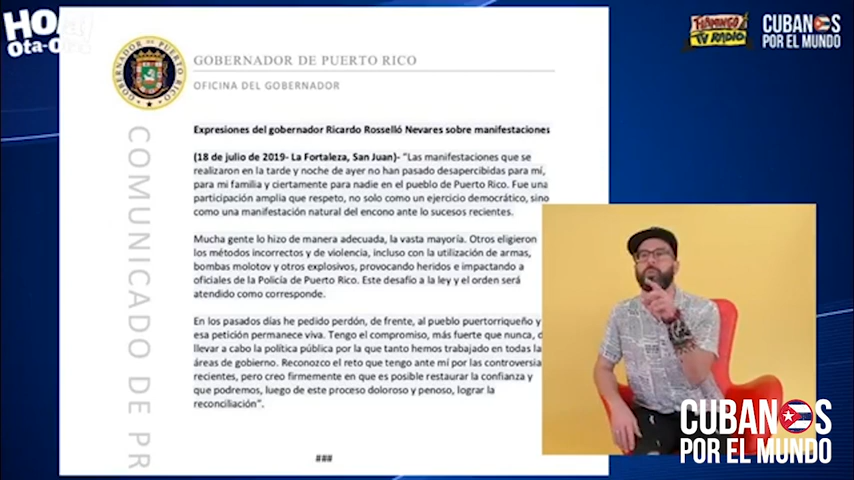 HOLA!
Ota-Ola
GOBERNADOR DE PUERTO RICO
FLAMINGO
TV RADIO
CUBANOS
POR EL MUNDO
GOBERNADOR DE PUERTO RICO
OFICINA DEL GOBERNADOR
COMUNICADO DE PR
Expresiones del gobernador Ricardo Rosselló Nevares sobre manifestaciones
(18 de julio de 2019- La Fortaleza, San Juan)- “Las manifestaciones que se
realizaron en la tarde y noche de ayer no han pasado desapercibidas para mí,
para mi familia y ciertamente para nadie en el pueblo de Puerto Rico. Fue una
participación amplia que respeto, no solo como un ejercicio democrático, sino
como una manifestación natural del encono ante lo sucesos recientes.
Mucha gente lo hizo de manera adecuada, la vasta mayoría. Otros eligieron
los métodos incorrectos y de violencia, incluso con la utilización de armas,
bombas molotov y otros explosivos, provocando heridos e impactando a
oficiales de la Policía de Puerto Rico. Este desafío a la ley y el orden será
atendido como corresponde.
En los pasados días he pedido perdón, de frente, al pueblo puertorriqueño y
esa petición permanece viva. Tengo el compromiso, más fuerte que nunca, d
llevar a cabo la política pública por la que tanto hemos trabajado en todas la
áreas de gobierno. Reconozco el reto que tengo ante mí por las controversia
recientes, pero creo firmemente en que es posible restaurar la confianza y
que podremos, luego de este proceso doloroso y penoso, lograr la
reconciliación”.
###
CUBANOS
POR EL MUNDO